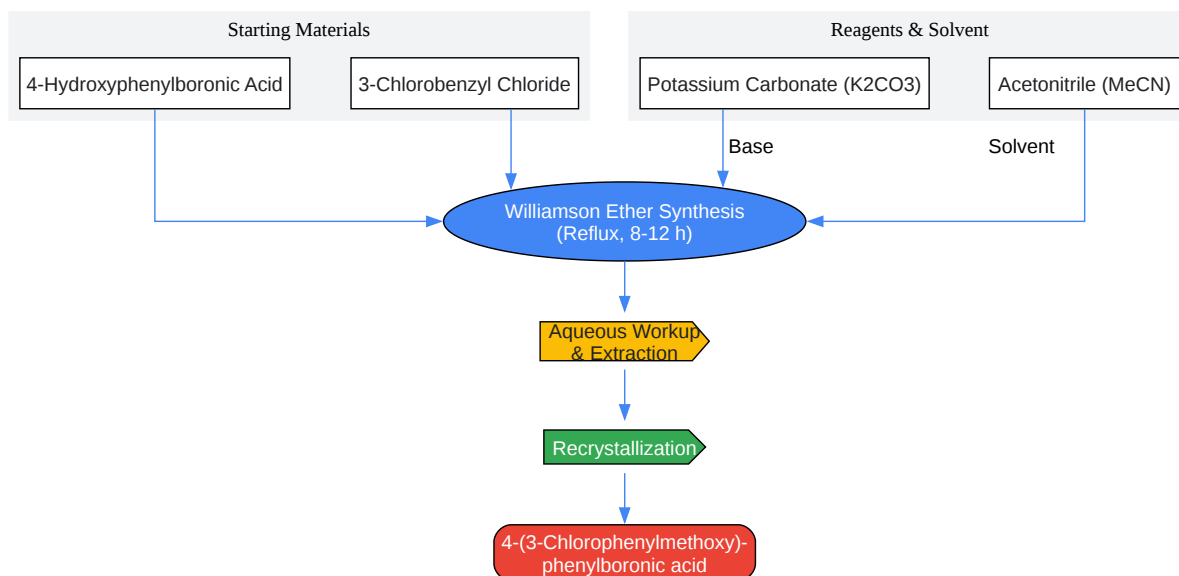 Starting Materials
Reagents & Solvent
4-Hydroxyphenylboronic Acid
3-Chlorobenzyl Chloride
Potassium Carbonate (K2CO3)
Acetonitrile (MeCN)
Base
Solvent
Williamson Ether Synthesis
(Reflux, 8-12 h)
Aqueous Workup
& Extraction
Recrystallization
4-(3-Chlorophenylmethoxy)-
phenylboronic acid